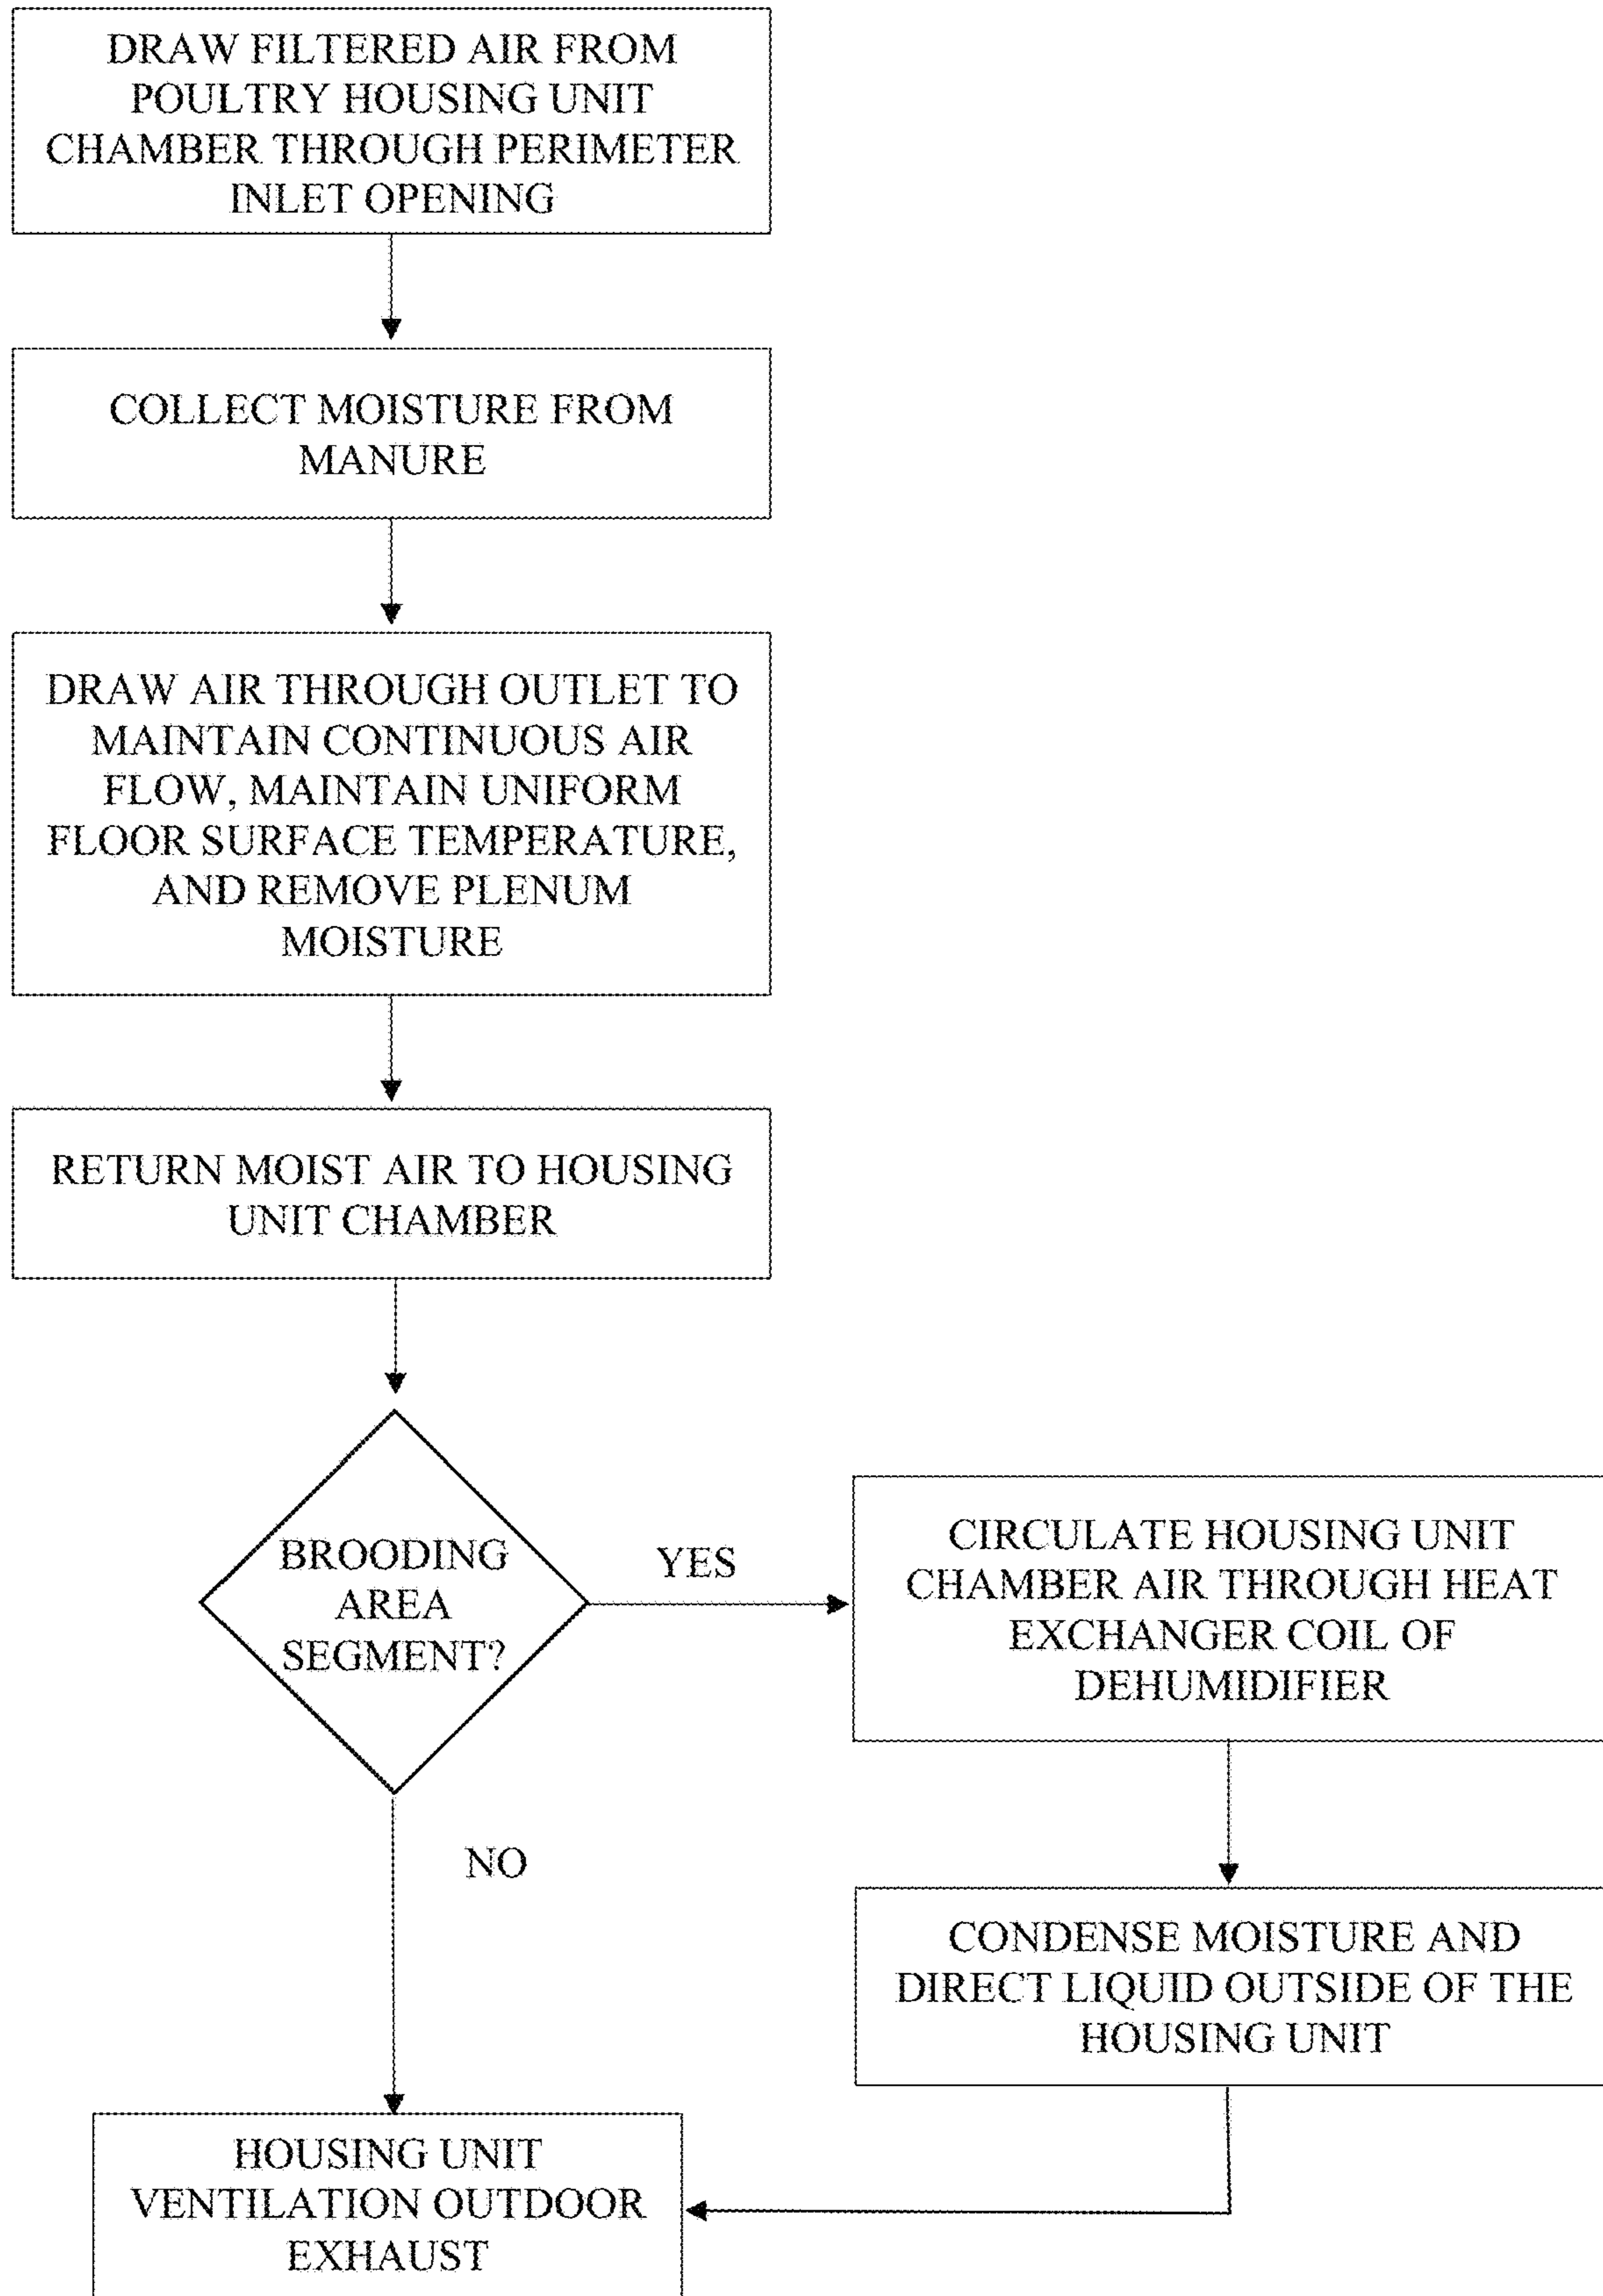 DRAW FILTERED AIR FROM
POULTRY HOUSING UNIT
CHAMBER THROUGH PERIMETER
INLET OPENING
COLLECT MOISTURE FROM
MANURE
DRAW AIR THROUGH OUTLET TO
MAINTAIN CONTINUOUS AIR
FLOW, MAINTAIN UNIFORM
FLOOR SURFACE TEMPERATURE,
AND REMOVE PLENUM
MOISTURE
RETURN MOIST AIR TO HOUSING
UNIT CHAMBER
BROODING
AREA
SEGMENT?
YES
CIRCULATE HOUSING UNIT
CHAMBER AIR THROUGH HEAT
EXCHANGER COIL OF
DEHUMIDIFIER
NO
CONDENSE MOISTURE AND
DIRECT LIQUID OUTSIDE OF THE
HOUSING UNIT
HOUSING UNIT
VENTILATION OUTDOOR
EXHAUST